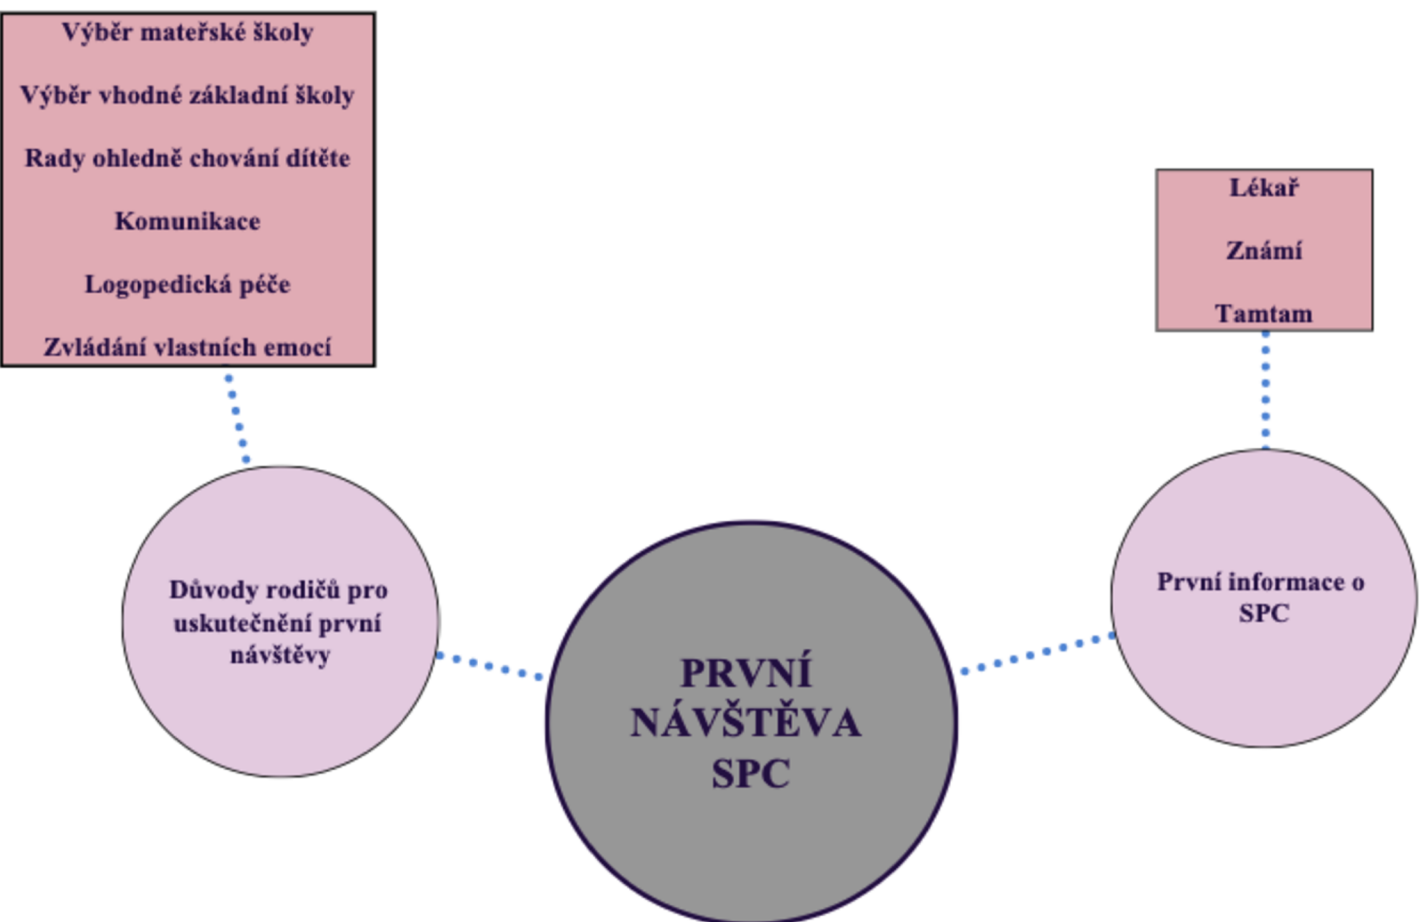 Výběr mateřské školy
Výběr vhodné základní školy
Rady ohledně chování dítěte
Komunikace
Logopedická péče
Zvládání vlastních emocí
Lékař
Známí
Tamtam
Důvody rodičů pro
uskutečnění první
návštěvy
První informace o
SPC
PRVNÍ
NÁVŠTĚVA
SPC